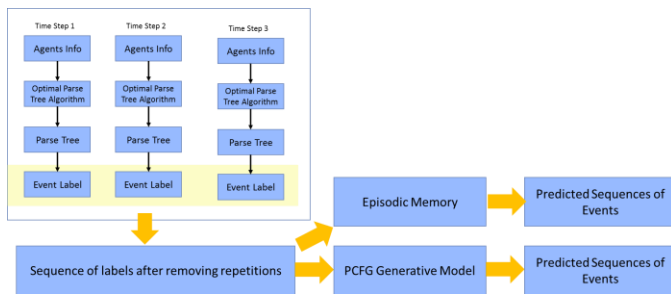 Time Step 1
Time Step 2
Time Step 3
Agents Info
Agents Info
Agents Info
Optimal Parse
Tree Algorithm
Optimal Parse
Tree Algorithm
Optimal Parse
Tree Algorithm
Parse Tree
Parse Tree
Parse Tree
Event Label
Event Label
Event Label
Episodic Memory
Predicted Sequences of
Events
Sequence of labels after removing repetitions
PCFG Generative Model
Predicted Sequences of
Events